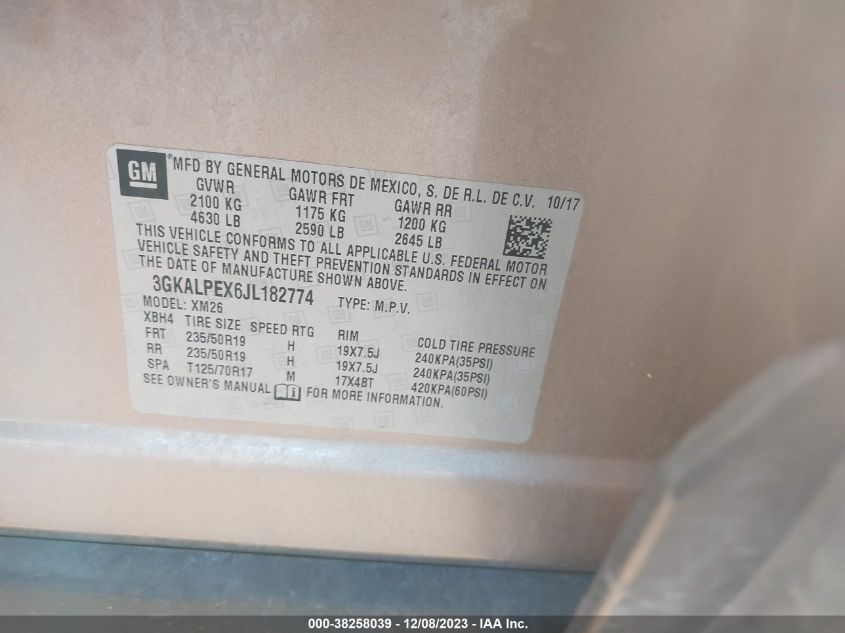 GM
*MFD BY GENERAL MOTORS DE MEXICO, S. DE R.L. DE C.V. 10/17
GVWR GAWR FRT GAWR RR
2100 KG 1175 KG 1200 KG
4630 LB 2590 LB 2645 LB
THIS VEHICLE CONFORMS TO ALL APPLICABLE U.S. FEDERAL MOTOR
VEHICLE SAFETY AND THEFT PREVENTION STANDARDS IN EFFECT ON
THE DATE OF MANUFACTURE SHOWN ABOVE.
3GKALPEX6JL182774 TYPE: M.P.V.
MODEL: XM26
XBH4 TIRE SIZE SPEED RTG RIM COLD TIRE PRESSURE
FRT 235/50R19 H 19X7.5J 240KPA(35PSI)
RR 235/50R19 H 19X7.5J 240KPA(35PSI)
SPA T125/70R17 M 17X4BT 420KPA(60PSI)
SEE OWNER'S MANUAL FOR MORE INFORMATION.
000-38258039 - 12/08/2023 - IAA Inc.